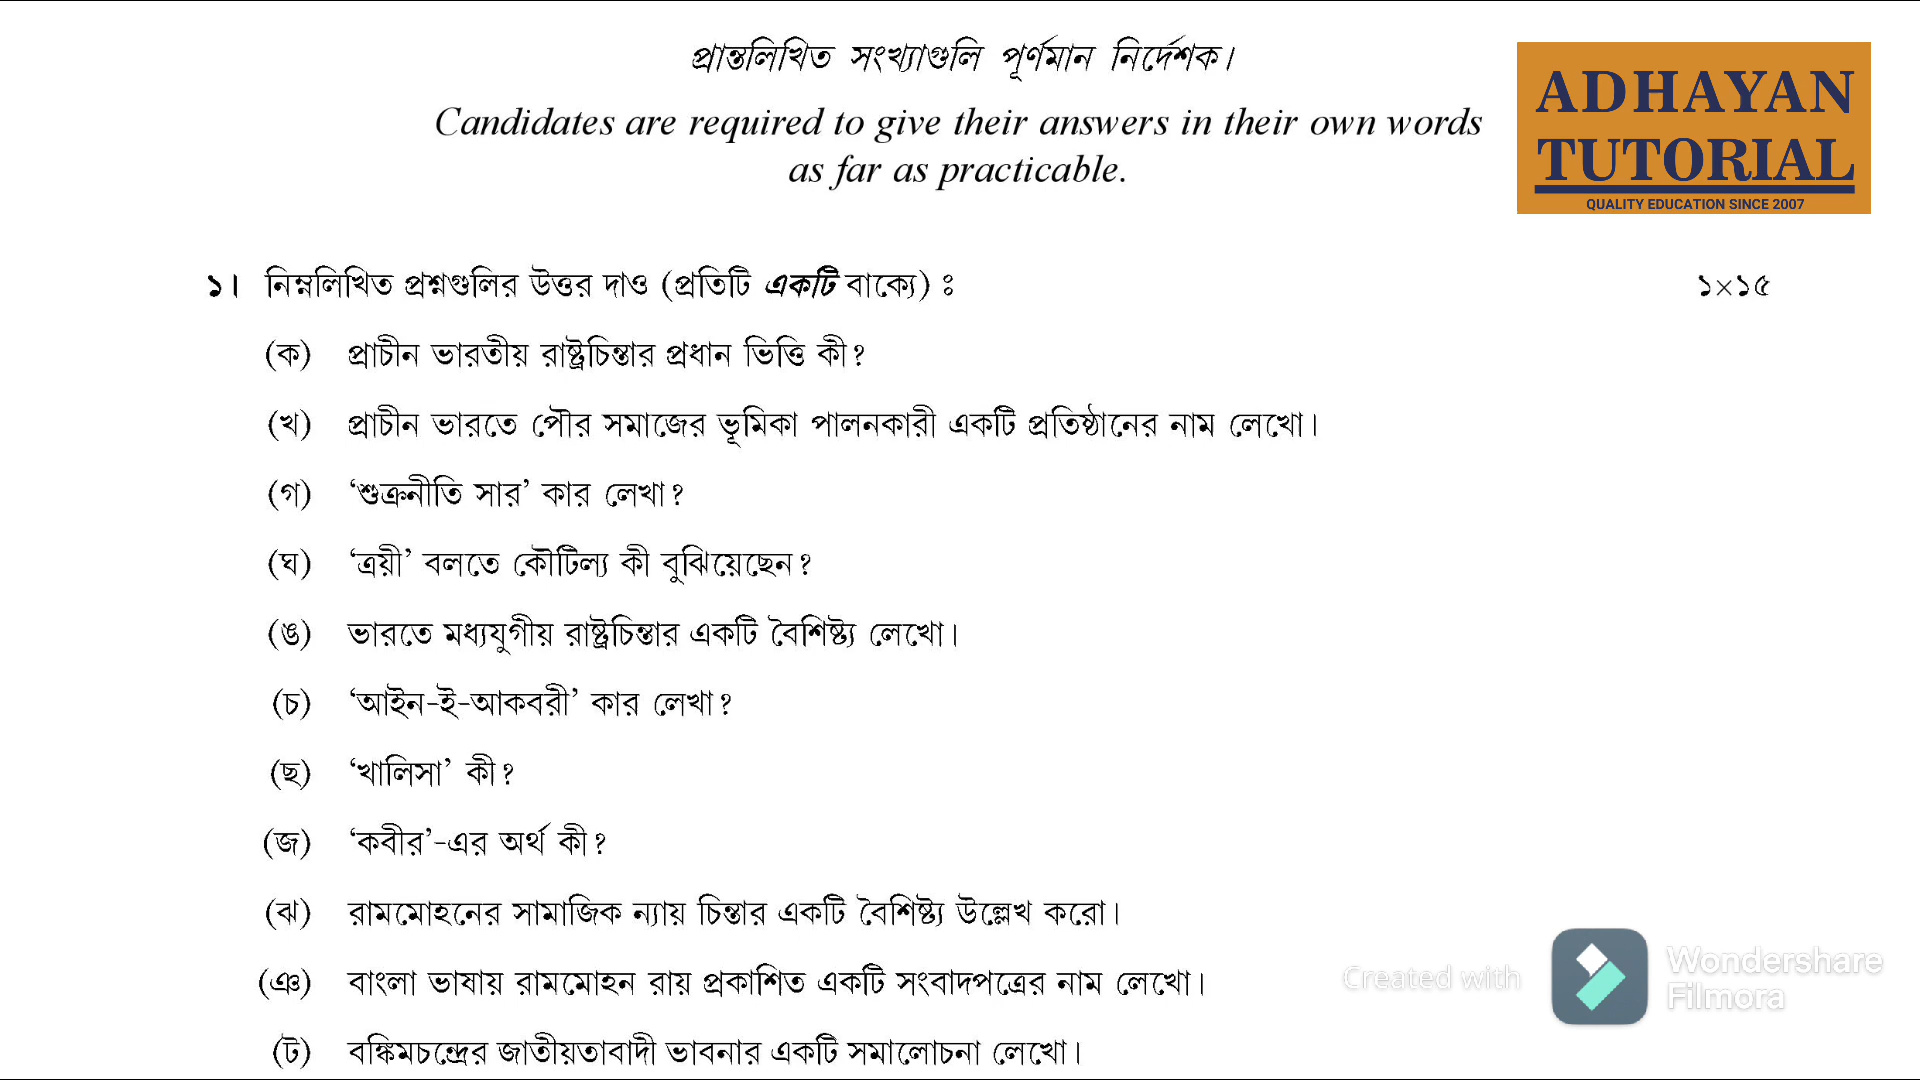 প্রান্তলিখিত সংখ্যাগুলি পূর্ণমান নির্দেশক।
Candidates are required to give their answers in their own words
as far as practicable.
ADHAYAN
TUTORIAL
QUALITY EDUCATION SINCE 2007
১। নিম্নলিখিত প্রশ্নগুলির উত্তর দাও (প্রতিটি একটি বাক্যে) ঃ ১×১৫
(ক) প্রাচীন ভারতীয় রাষ্ট্রচিন্তার প্রধান ভিত্তি কী?
(খ) প্রাচীন ভারতে পৌর সমাজের ভূমিকা পালনকারী একটি প্রতিষ্ঠানের নাম লেখো।
(গ) ‘শুক্রনীতি সার’ কার লেখা?
(ঘ) ‘ত্রয়ী’ বলতে কৌটিল্য কী বুঝিয়েছেন?
(ঙ) ভারতে মধ্যযুগীয় রাষ্ট্রচিন্তার একটি বৈশিষ্ট্য লেখো।
(চ) ‘আইন-ই-আকবরী’ কার লেখা?
(ছ) ‘খালিসা’ কী?
(জ) ‘কবীর’-এর অর্থ কী?
(ঝ) রামমোহনের সামাজিক ন্যায় চিন্তার একটি বৈশিষ্ট্য উল্লেখ করো।
(ঞ) বাংলা ভাষায় রামমোহন রায় প্রকাশিত একটি সংবাদপত্রের নাম লেখো।
(ট) বঙ্কিমচন্দ্রের জাতীয়তাবাদী ভাবনার একটি সমালোচনা লেখো।
Created with
Wondershare
Filmora